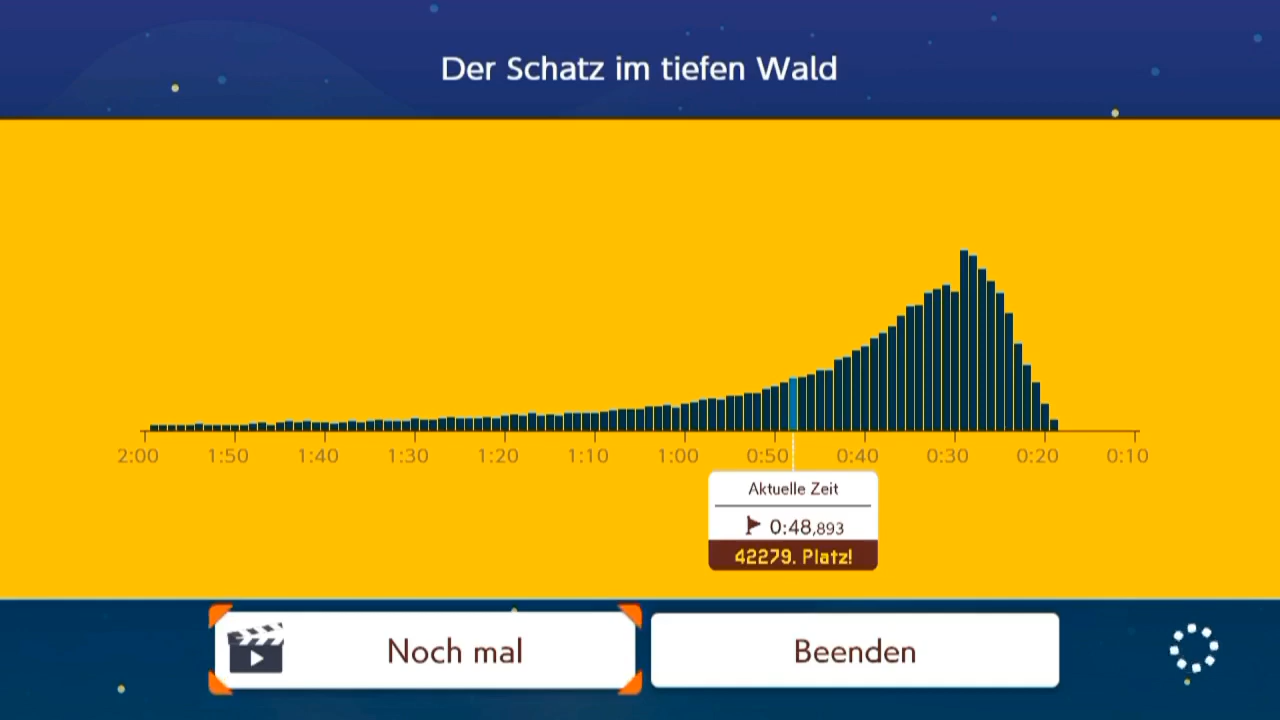 Der Schatz im tiefen Wald
2:00 1:50 1:40 1:30 1:20 1:10 1:00 0:50 0:40 0:30 0:20 0:10
Aktuelle Zeit
0:48,893
42279. Platz!
Noch mal
Beenden